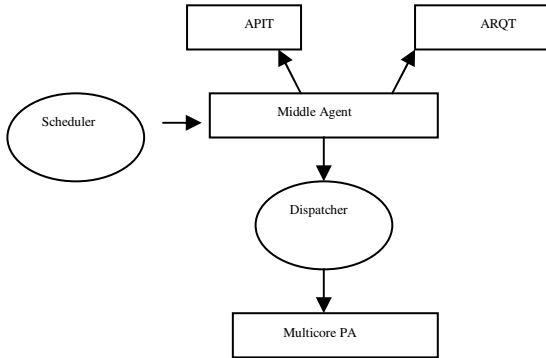 APIT
ARQT
Middle Agent
Scheduler
Dispatcher
Multicore PA